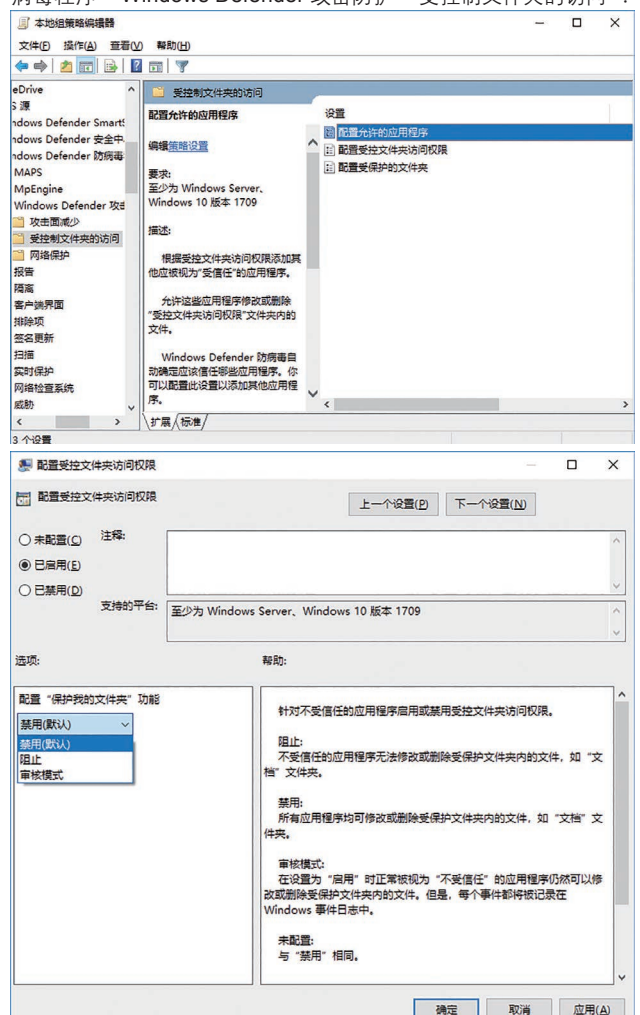 病毒程序—Windows Defender 攻击防护—受控制文件夹的访问".
本地组策略编辑器
文件(F) 操作(A) 查看(V) 帮助(H)
eDrive
S 源
ndows Defender Smart
ndows Defender 安全中
ndows Defender 防病毒
MAPS
MpEngine
Windows Defender 攻
攻击面减少
受控制文件夹的访问
网络保护
报告
隔离
客户端界面
排除项
签名更新
扫描
实时保护
网络检查系统
威胁
受控制文件夹的访问
配置允许的应用程序
编辑策略设置
要求:
至少为 Windows Server、
Windows 10 版本 1709
描述:
根据受控文件夹访问权限添加其
他应被视为"受信任"的应用程序。
允许这些应用程序修改或删除
"受控文件夹访问权限"文件夹内的
文件。
Windows Defender 防病毒自
动确定应该信任哪些应用程序。你
可以配置此设置以添加其他应用程
序。
设置
配置允许的应用程序
配置受控文件夹访问权限
配置受保护的文件夹
扩展 标准
3 个设置
配置受控文件夹访问权限
配置受控文件夹访问权限
上一个设置(P) 下一个设置(N)
未配置(C) 注释:
已启用(E)
已禁用(D)
支持的平台: 至少为 Windows Server、Windows 10 版本 1709
选项: 帮助:
配置 "保护我的文件夹" 功能
禁用(默认)
禁用(默认)
阻止
审核模式
针对不受信任的应用程序启用或禁用受控文件夹访问权限。
阻止:
不受信任的应用程序无法修改或删除受保护文件夹内的文件，如 "文
档" 文件夹。
禁用:
所有应用程序均可修改或删除受保护文件夹内的文件，如 "文档" 文
件夹。
审核模式:
在设置为 "启用" 时正常被视为 "不受信任" 的应用程序仍然可以修
改或删除受保护文件夹内的文件。但是，每个事件都将被记录在
Windows 事件日志中。
未配置:
与 "禁用" 相同。
确定 取消 应用(A)